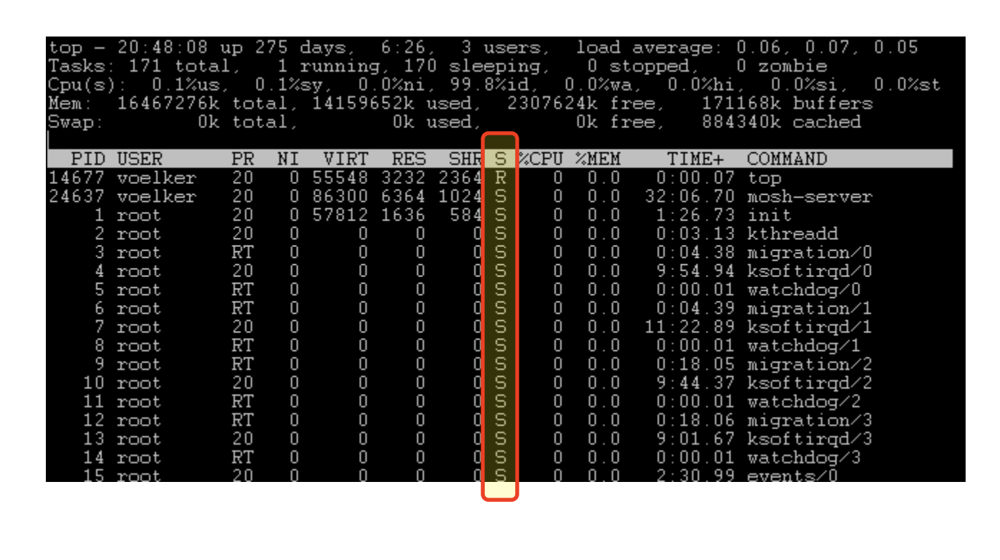 top - 20:48:08 up 275 days,  6:26,  3 users,  load average: 0.06, 0.07, 0.05
Tasks: 171 total,   1 running, 170 sleeping,   0 stopped,   0 zombie
Cpu(s):  0.1%us,  0.1%sy,  0.0%ni, 99.8%id,  0.0%wa,  0.0%hi,  0.0%si,  0.0%st
Mem:  16467276k total, 14159652k used,  2307624k free,   171168k buffers
Swap:        0k total,        0k used,        0k free,   884340k cached
PID USER PR NI VIRT RES SHR S %CPU %MEM TIME+ COMMAND
14677 voelker 20 0 55548 3232 2364 R 0 0.0 0:00.07 top
24637 voelker 20 0 86300 6364 1024 S 0 0.0 32:06.70 mosh-server
1 root 20 0 57812 1636 584 S 0 0.0 1:26.73 init
2 root 20 0 0 0 0 S 0 0.0 0:03.13 kthreadd
3 root RT 0 0 0 0 S 0 0.0 0:04.38 migration/0
4 root 20 0 0 0 0 S 0 0.0 9:54.94 ksoftirqd/0
5 root RT 0 0 0 0 S 0 0.0 0:00.01 watchdog/0
6 root RT 0 0 0 0 S 0 0.0 0:04.39 migration/1
7 root 20 0 0 0 0 S 0 0.0 11:22.89 ksoftirqd/1
8 root RT 0 0 0 0 S 0 0.0 0:00.01 watchdog/1
9 root RT 0 0 0 0 S 0 0.0 0:18.05 migration/2
10 root 20 0 0 0 0 S 0 0.0 9:44.37 ksoftirqd/2
11 root RT 0 0 0 0 S 0 0.0 0:00.01 watchdog/2
12 root RT 0 0 0 0 S 0 0.0 0:18.06 migration/3
13 root 20 0 0 0 0 S 0 0.0 9:01.67 ksoftirqd/3
14 root RT 0 0 0 0 S 0 0.0 0:00.01 watchdog/3
15 root 20 0 0 0 0 S 0 0.0 2:30.99 events/0